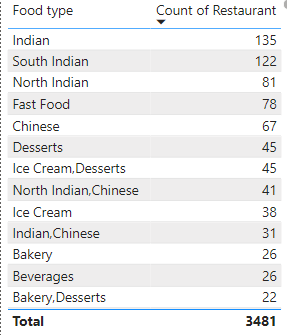 Food type Count of Restaurant
Indian 135
South Indian 122
North Indian 81
Fast Food 78
Chinese 67
Desserts 45
Ice Cream,Desserts 45
North Indian,Chinese 41
Ice Cream 38
Indian,Chinese 31
Bakery 26
Beverages 26
Bakery,Desserts 22
Total 3481